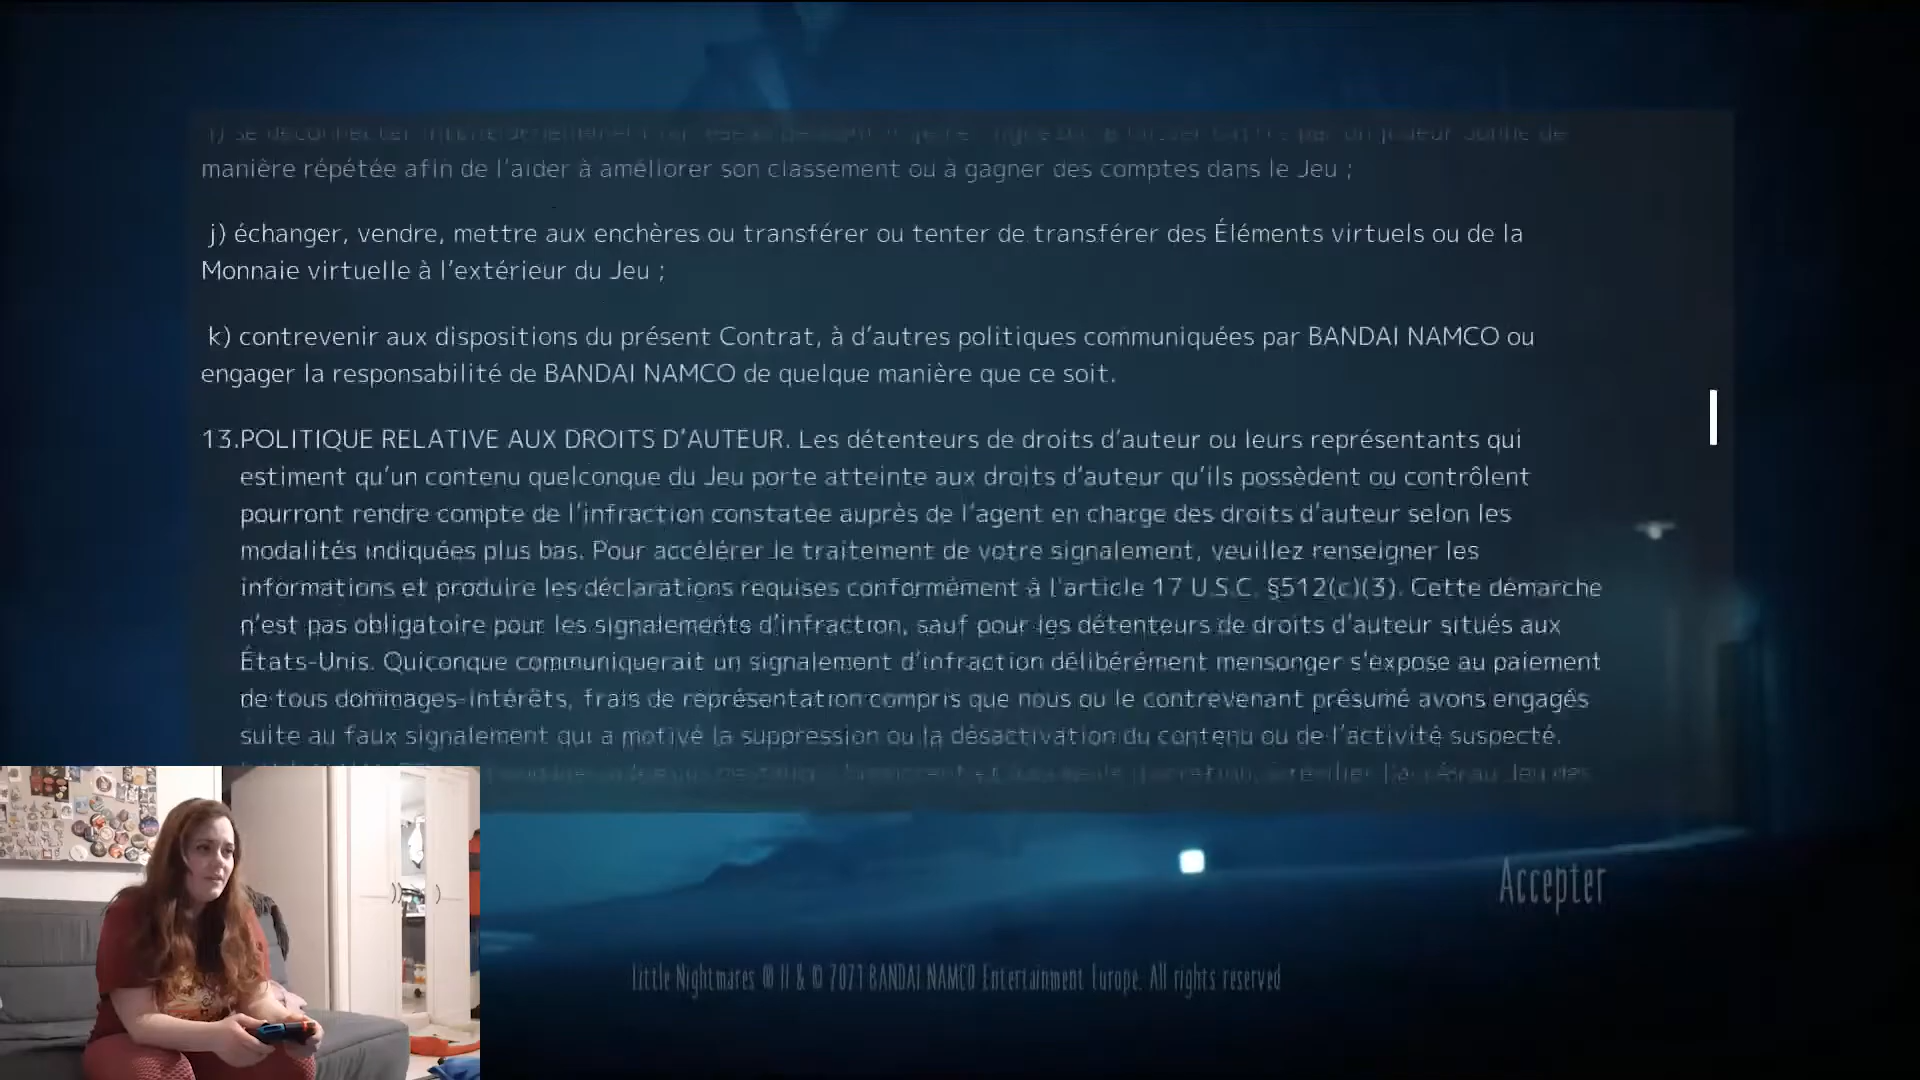 manière répétée afin de l'aider à améliorer son classement ou à gagner des comptes dans le Jeu ;
j) échanger, vendre, mettre aux enchères ou transférer ou tenter de transférer des Éléments virtuels ou de la
Monnaie virtuelle à l'extérieur du Jeu ;
k) contrevenir aux dispositions du présent Contrat, à d'autres politiques communiquées par BANDAI NAMCO ou
engager la responsabilité de BANDAI NAMCO de quelque manière que ce soit.
13.POLITIQUE RELATIVE AUX DROITS D'AUTEUR. Les détenteurs de droits d'auteur ou leurs représentants qui
estiment qu'un contenu quelconque du Jeu porte atteinte aux droits d'auteur qu'ils possèdent ou contrôlent
pourront rendre compte de l'infraction constatée auprès de l'agent en charge des droits d'auteur selon les
modalités indiquées plus bas. Pour accélérer le traitement de votre signalement, veuillez renseigner les
informations et produire les déclarations requises conformément à l'article 17 U.S.C. §512(c)(3). Cette démarche
n'est pas obligatoire pour les signalements d'infraction, sauf pour les détenteurs de droits d'auteur situés aux
États-Unis. Quiconque communiquerait un signalement d'infraction délibérément mensonger s'expose au paiement
de tous dommages-intérêts, frais de représentation compris que nous ou le contrevenant présumé avons engagés
suite au faux signalement qui a motivé la suppression ou la désactivation du contenu ou de l'activité suspecté.
Accepter
Little Nightmares ® II & © 2021 BANDAI NAMCO Entertainment Europe. All rights reserved